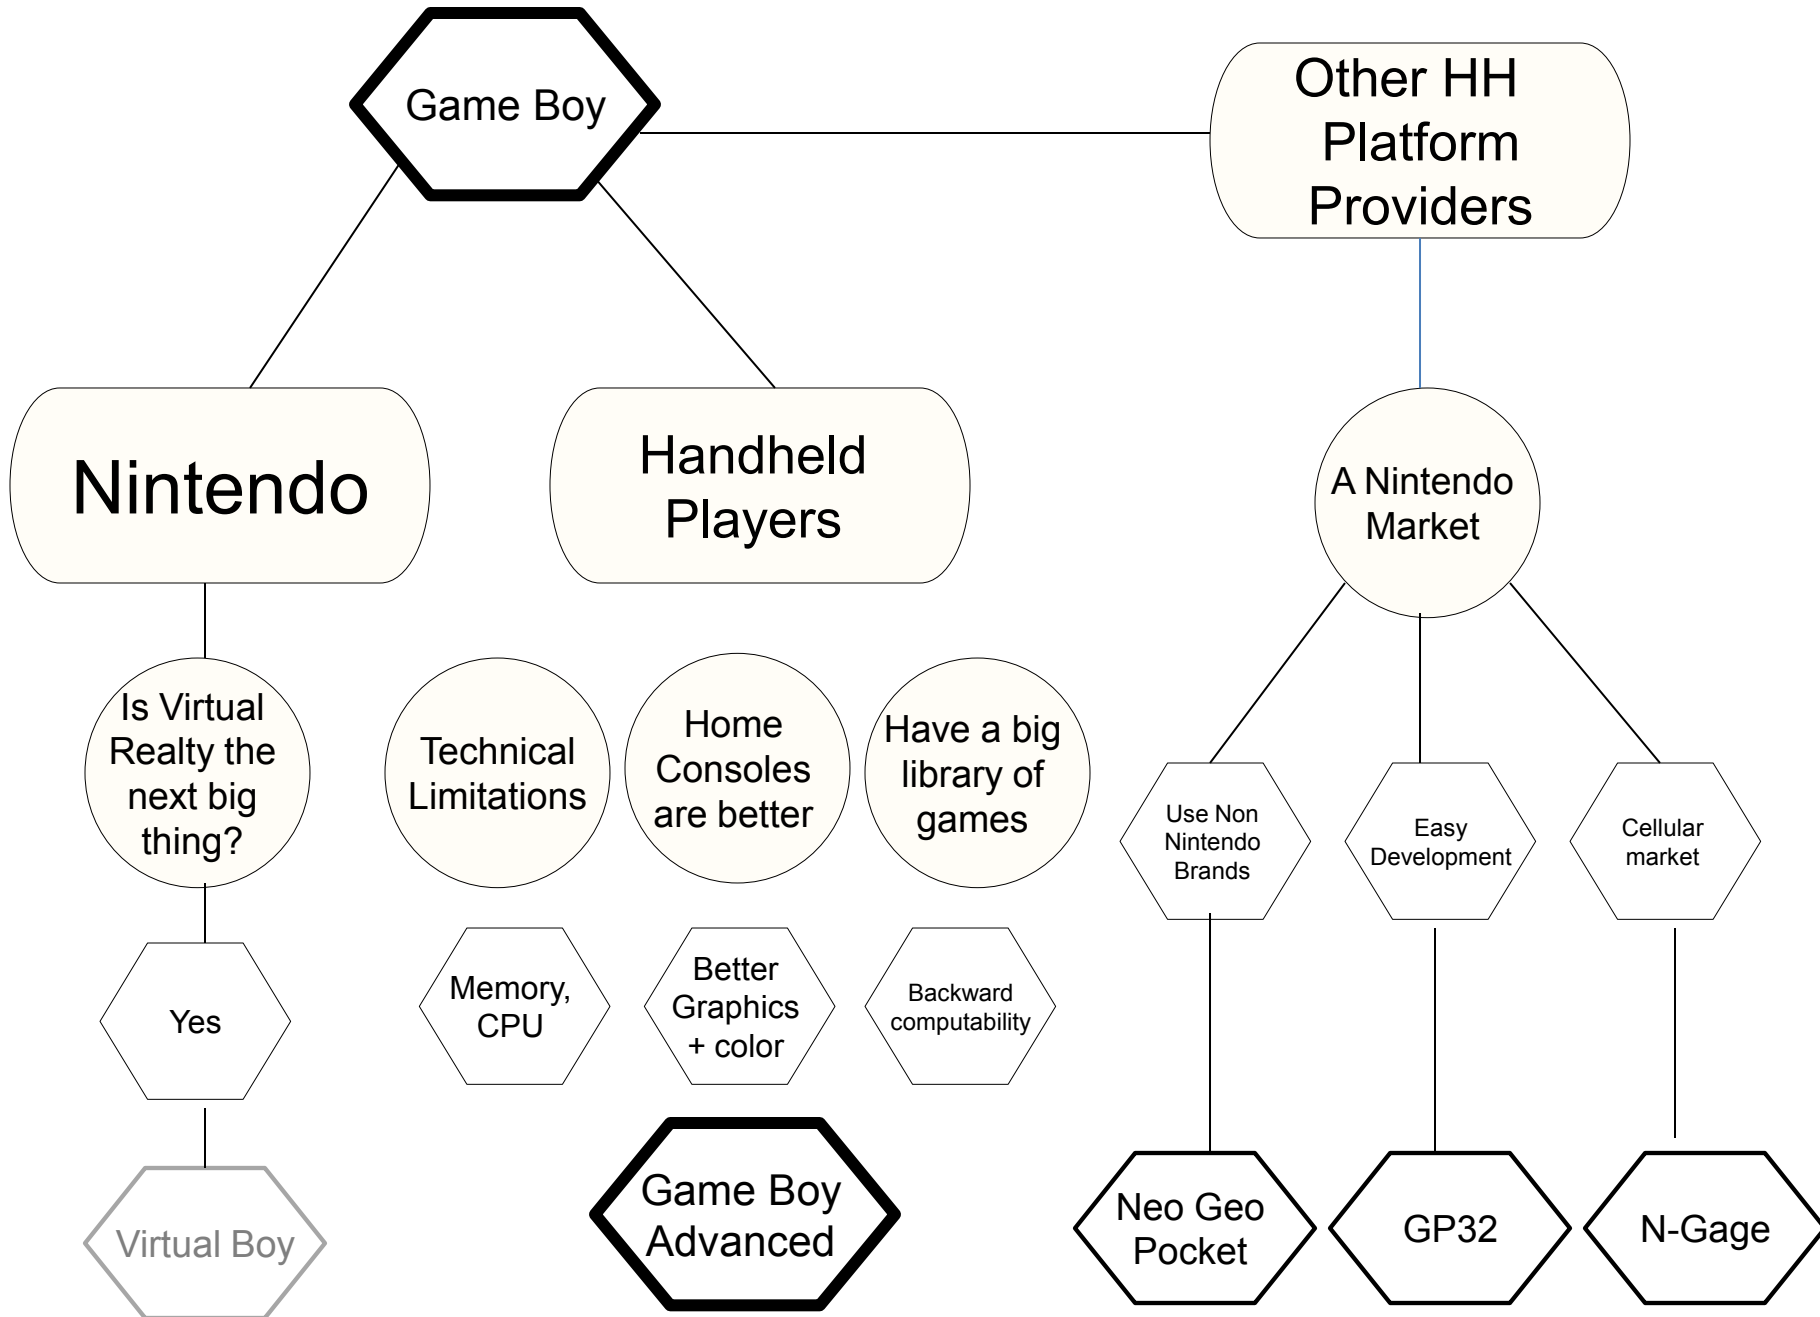 Game Boy
Other HH
Platform
Providers
Nintendo
Handheld
Players
A Nintendo
Market
Is Virtual
Realty the
next big
thing?
Technical
Limitations
Home
Consoles
are better
Have a big
library of
games
Use Non
Nintendo
Brands
Easy
Development
Cellular
market
Yes
Memory,
CPU
Better
Graphics
+ color
Backward
computability
Virtual Boy
Game Boy
Advanced
Neo Geo
Pocket
GP32
N-Gage